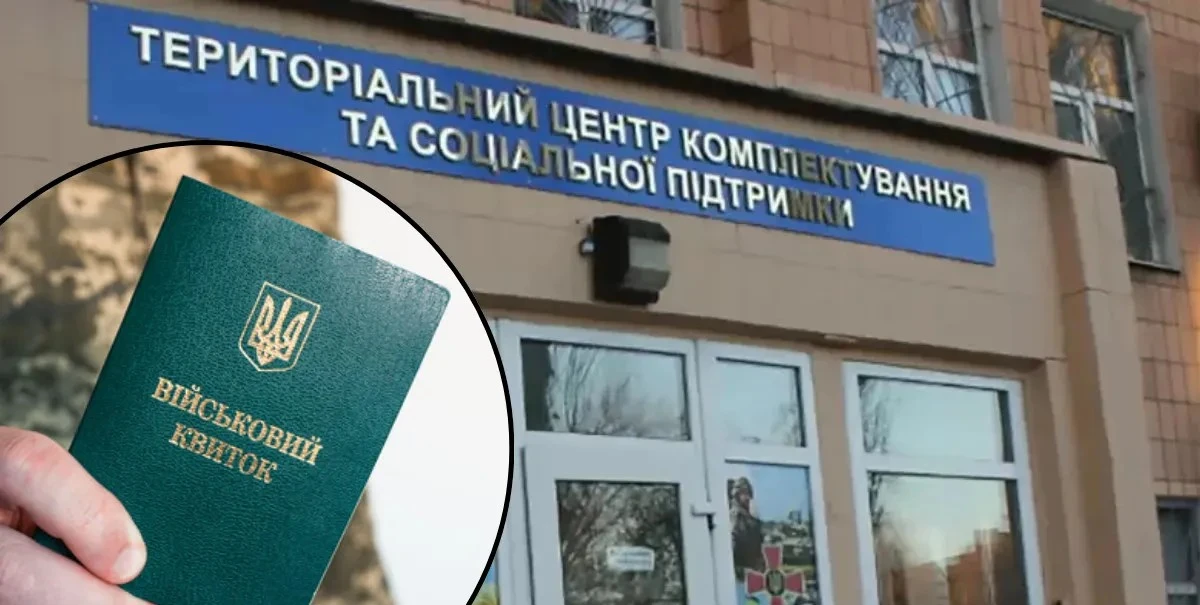 ТЕРИТОРІАЛЬНИЙ ЦЕНТР КОМПЛЕКТУВАННЯ
ТА СОЦІАЛЬНОЇ ПІДТРИМКИ
ВІЙСЬКОВИЙ
КВИТОК